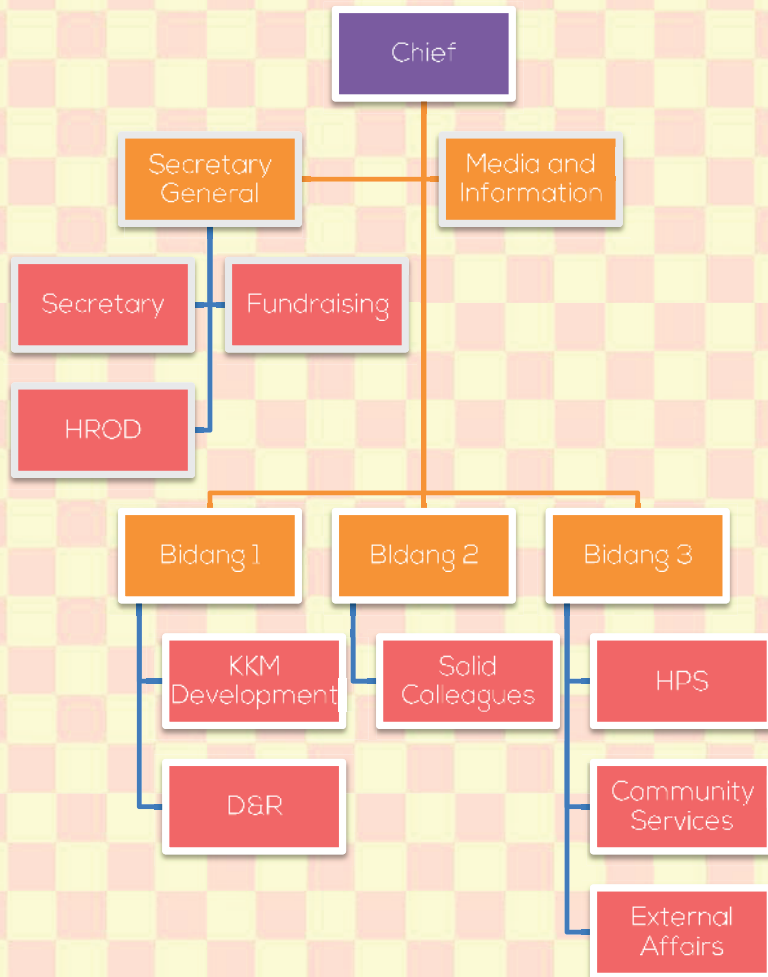 Chief
Secretary
General
Media and
Information
Secretary
Fundraising
HROD
Bidang 1
BIdang 2
Bidang 3
KKM
Development
Solid
Colleagues
HPS
D&R
Community
Services
External
Affairs